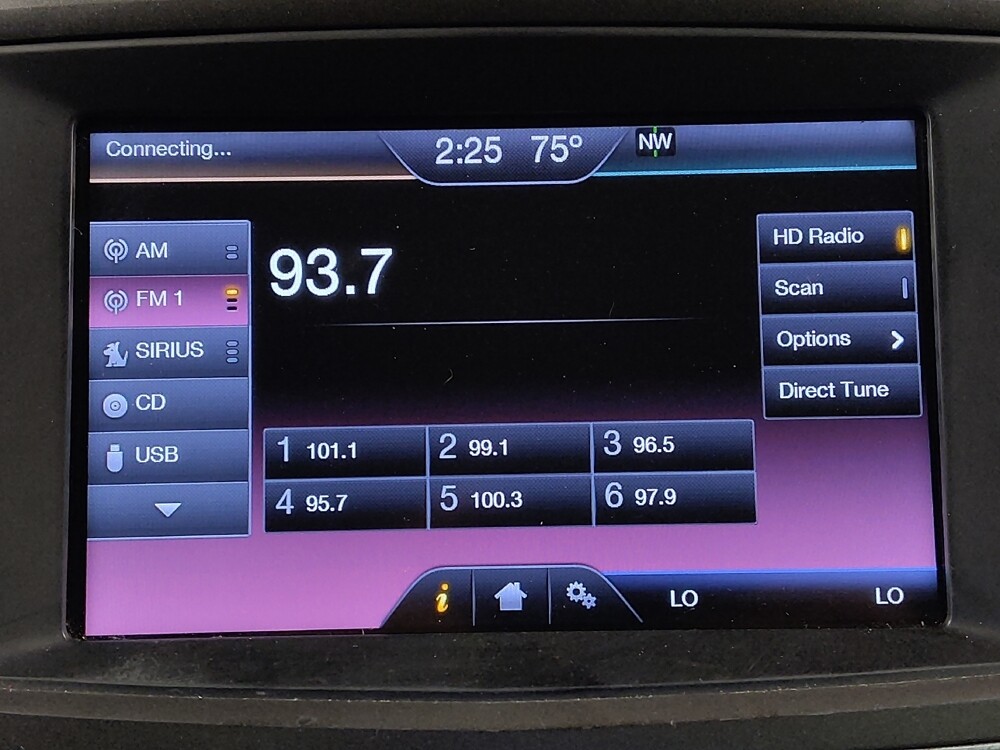 Connecting... 2:25 75º NW
AM
FM 1
SIRIUS
CD
USB
93.7
HD Radio
Scan
Options
Direct Tune
1 101.1 2 99.1 3 96.5
4 95.7 5 100.3 6 97.9
i LO LO